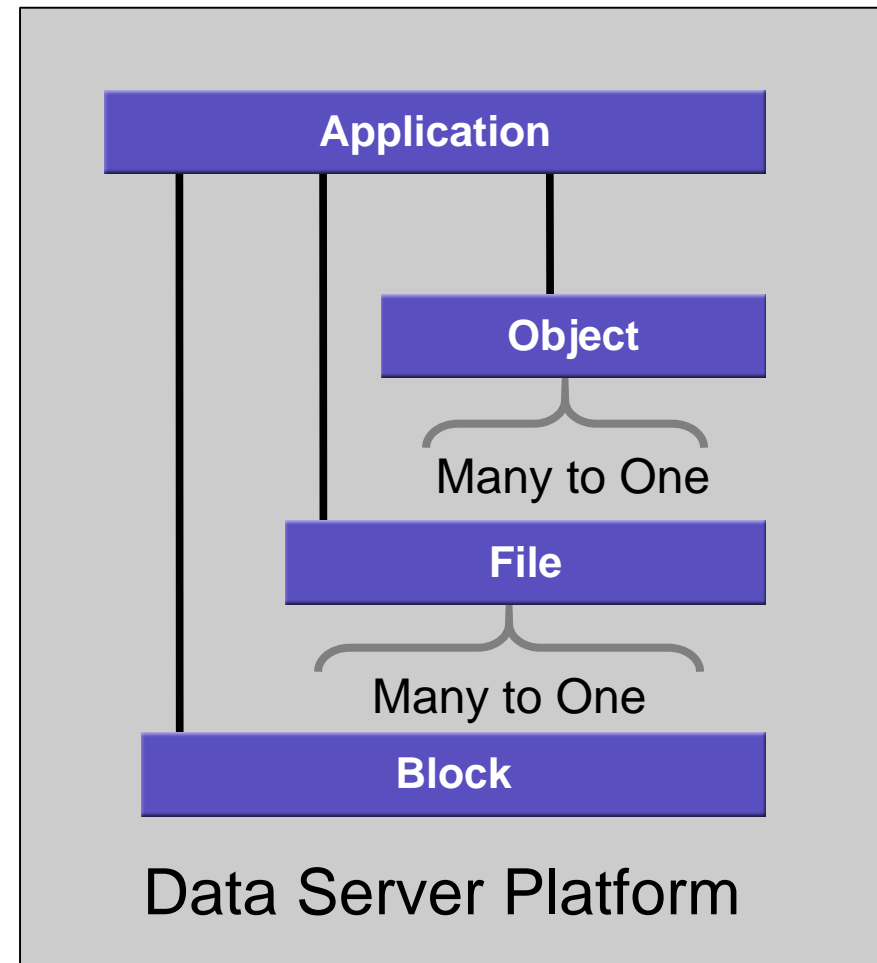 Application
Object
Many to One
File
Many to One
Block
Data Server Platform